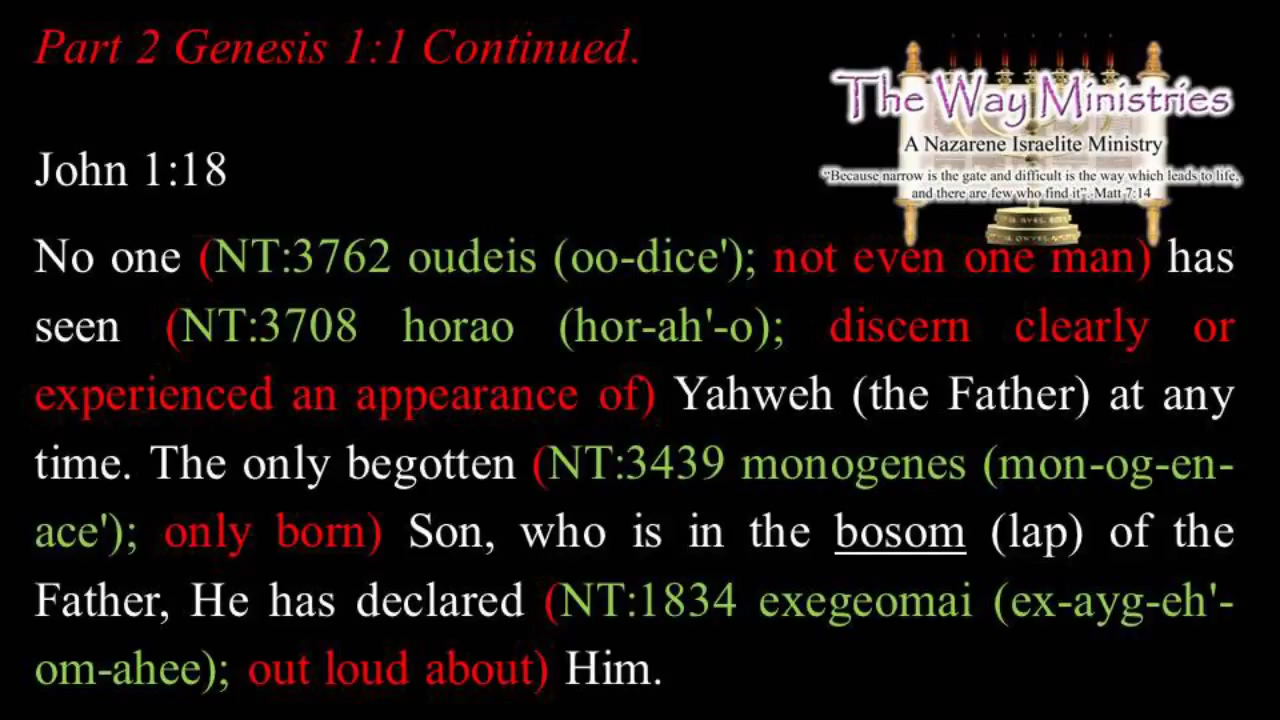 Part 2 Genesis 1:1 Continued.
The Way Ministries
A Nazarene Israelite Ministry
"Because narrow is the gate and difficult is the way which leads to life,
and there are few who find it". Matt 7:14
John 1:18
No one (NT:3762 oudeis (oo-dice'); not even one man) has
seen (NT:3708 horao (hor-ah'-o); discern clearly or
experienced an appearance of) Yahweh (the Father) at any
time. The only begotten (NT:3439 monogenes (mon-og-en-
ace'); only born) Son, who is in the bosom (lap) of the
Father, He has declared (NT:1834 exegeomai (ex-ayg-eh'-
om-ahee); out loud about) Him.